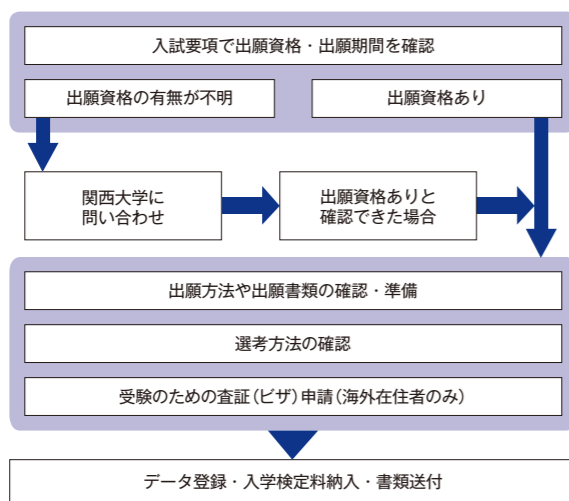 入試要項で出願資格・出願期間を確認
出願資格の有無が不明
出願資格あり
関西大学に
問い合わせ
出願資格ありと
確認できた場合
出願方法や出願書類の確認・準備
選考方法の確認
受験のための査証（ビザ）申請（海外在住者のみ）
データ登録・入学検定料納入・書類送付